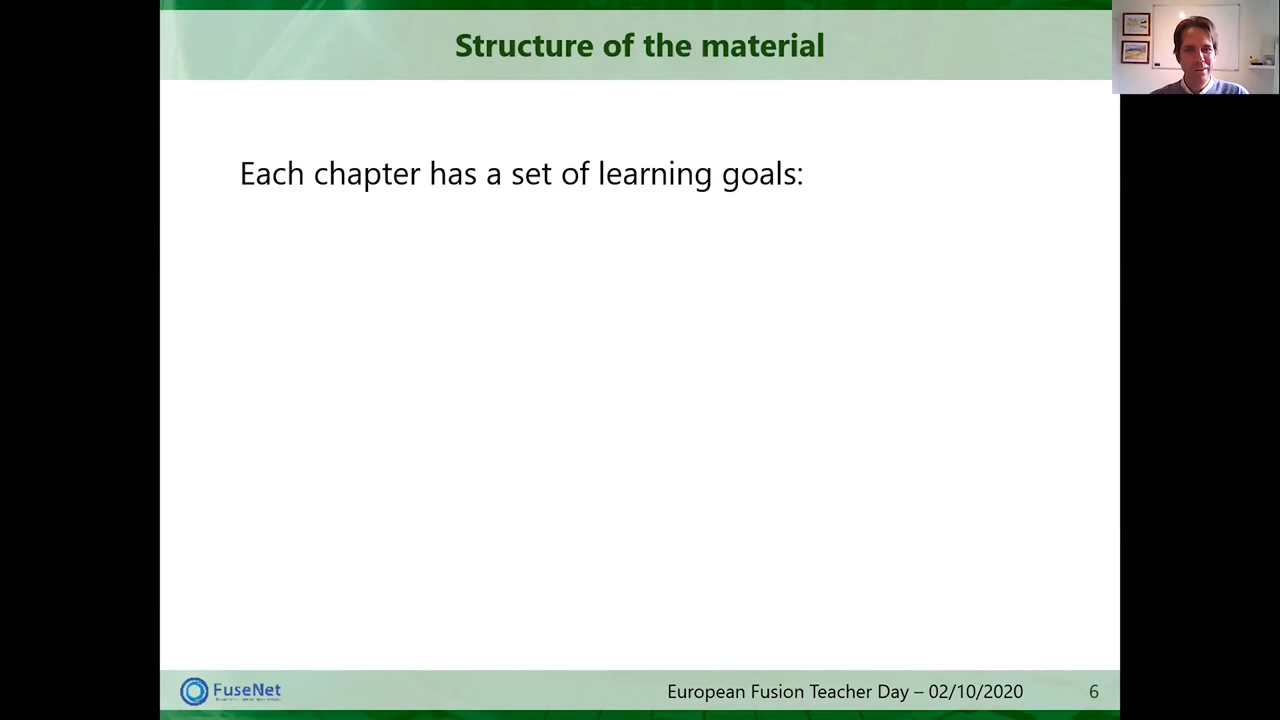 Structure of the material
Each chapter has a set of learning goals:
FuseNet
European Fusion Teacher Day – 02/10/2020
6